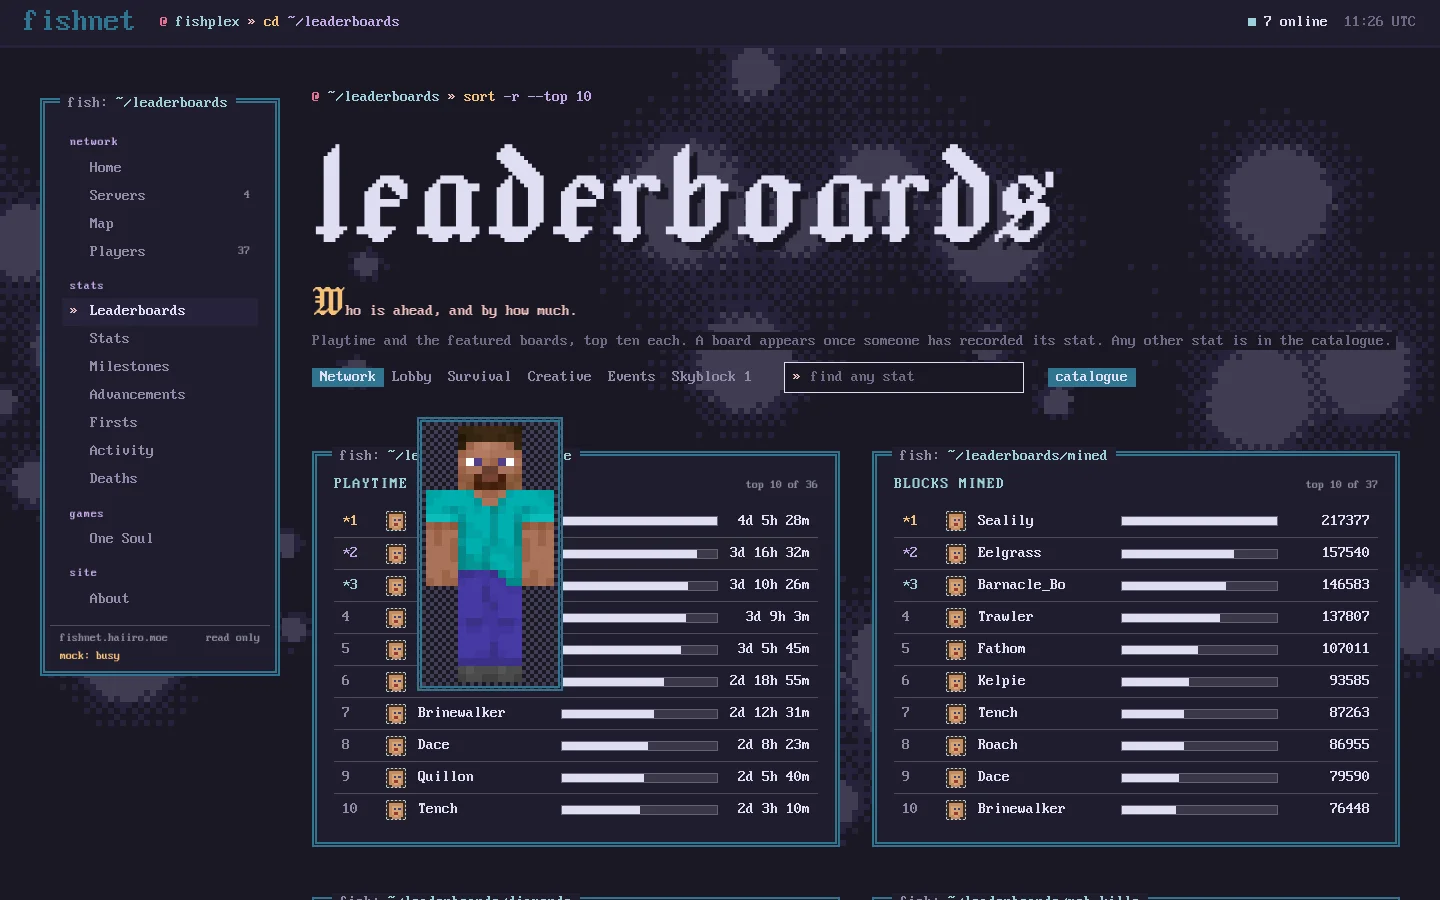 fishnet @ fishplex » cd ~/leaderboards
7 online 11:26 UTC
fish: ~/leaderboards
network
Home
Servers 4
Map
Players 37
stats
» Leaderboards
Stats
Milestones
Advancements
Firsts
Activity
Deaths
games
One Soul
site
About
fishnet.haiiro.moe read only
mock: busy
@ ~/leaderboards » sort -r --top 10
leaderboards
Who is ahead, and by how much.
Playtime and the featured boards, top ten each. A board appears once someone has recorded its stat. Any other stat is in the catalogue.
Network Lobby Survival Creative Events Skyblock 1 » find any stat catalogue
fish:
PLAYTIME top 10 of 36
*1 4d 5h 28m
*2 3d 16h 32m
*3 3d 10h 26m
4 3d 9h 3m
5 3d 5h 45m
6 2d 18h 55m
7 Brinewalker 2d 12h 31m
8 Dace 2d 8h 23m
9 Quillon 2d 5h 40m
10 Tench 2d 3h 10m
fish: ~/leaderboards/mined
BLOCKS MINED top 10 of 37
*1 Sealily 217377
*2 Eelgrass 157540
*3 Barnacle_Bo 146583
4 Trawler 137807
5 Fathom 107011
6 Kelpie 93585
7 Tench 87263
8 Roach 86955
9 Dace 79590
10 Brinewalker 76448